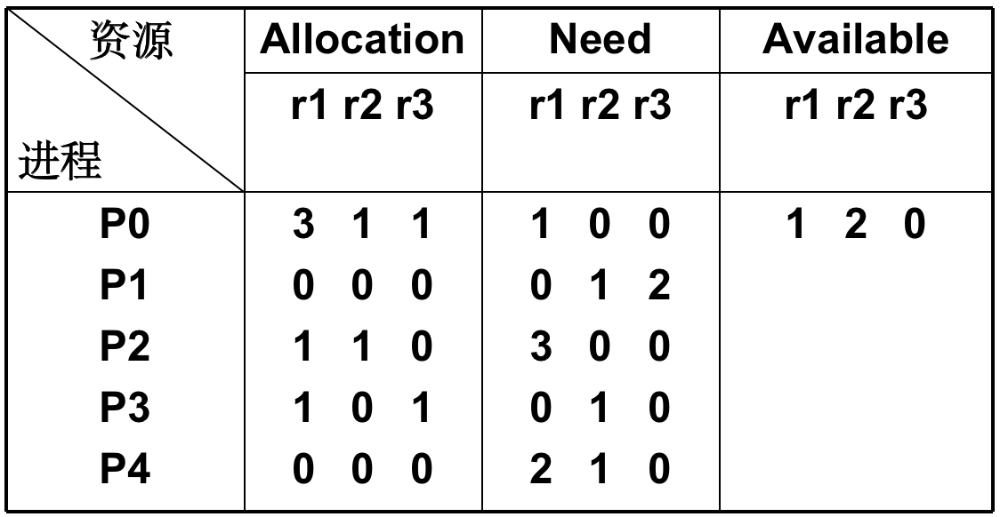 资源 Allocation Need Available
进程 r1 r2 r3 r1 r2 r3 r1 r2 r3
P0 3 1 1 1 0 0 1 2 0
P1 0 0 0 0 1 2
P2 1 1 0 3 0 0
P3 1 0 1 0 1 0
P4 0 0 0 2 1 0